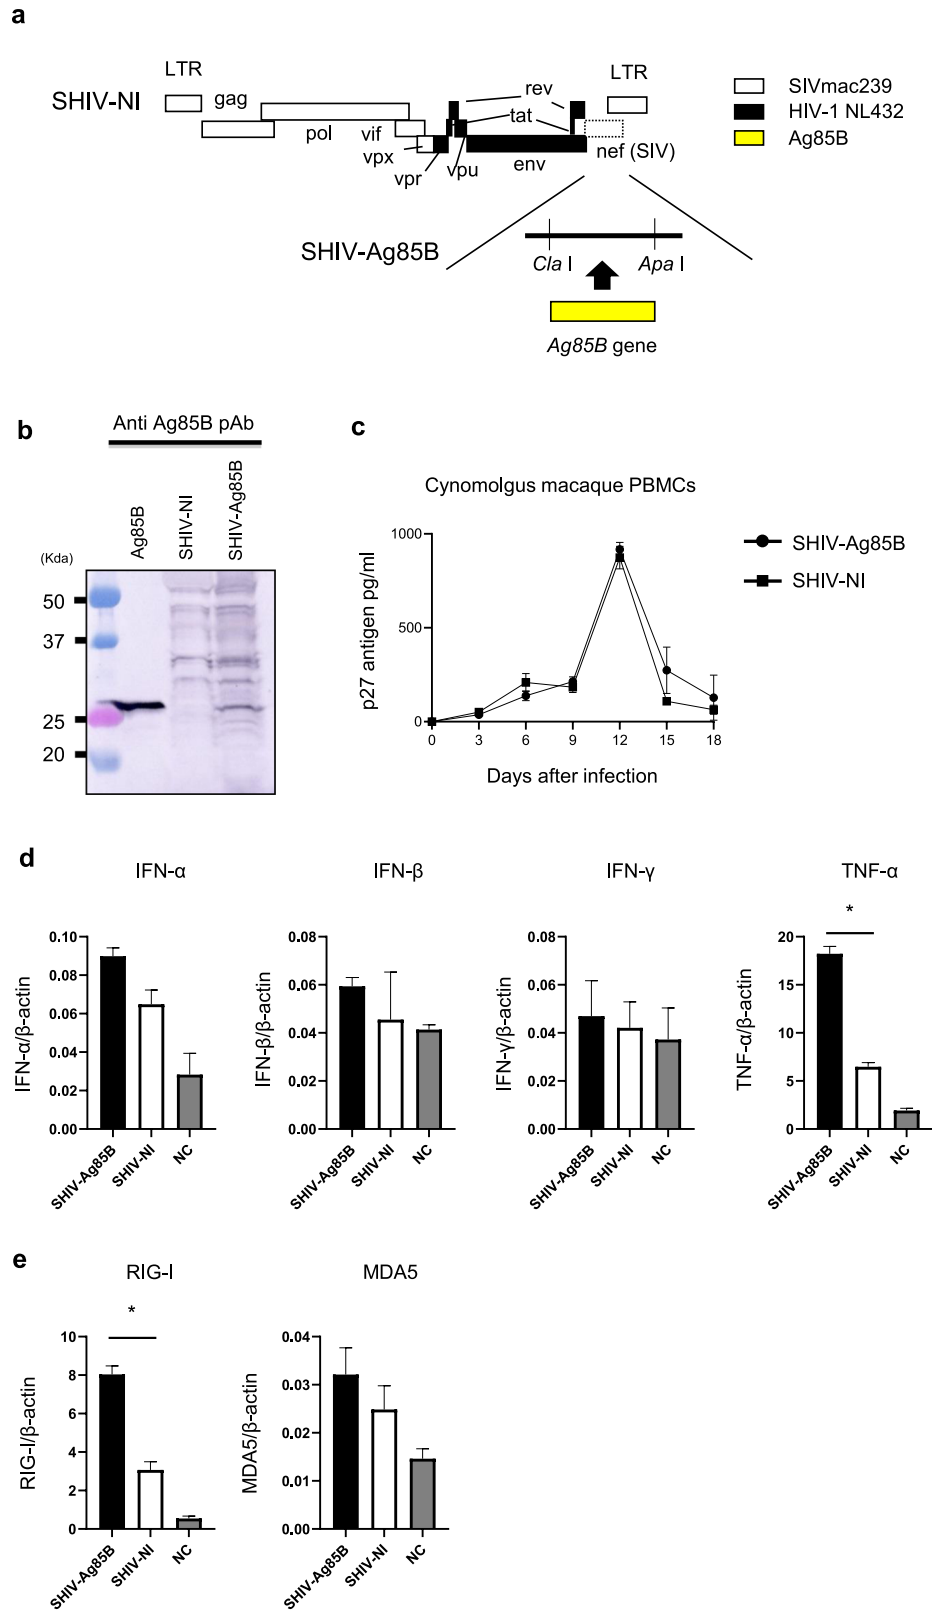 a
LTR
SHIV-NI
gag
pol
vif
vpx
vpr
vpu
rev
tat
env
LTR
nef (SIV)
SIVmac239
HIV-1 NL432
Ag85B
SHIV-Ag85B
Cla I
Apa I
Ag85B gene
b
Anti Ag85B pAb
Ag85B
SHIV-NI
SHIV-Ag85B
(Kda)
50
37
25
20
c
Cynomolgus macaque PBMCs
p27 antigen pg/ml
1000
500
0
0 3 6 9 12 15 18
Days after infection
SHIV-Ag85B
SHIV-NI
d
IFN-α
IFN-α/β-actin
0.10
0.08
0.06
0.04
0.02
0.00
SHIV-Ag85B
SHIV-NI
NC
IFN-β
IFN-β/β-actin
0.08
0.06
0.04
0.02
0.00
SHIV-Ag85B
SHIV-NI
NC
IFN-γ
IFN-γ/β-actin
0.08
0.06
0.04
0.02
0.00
SHIV-Ag85B
SHIV-NI
NC
TNF-α
*
TNF-α/β-actin
20
15
10
5
0
SHIV-Ag85B
SHIV-NI
NC
e
RIG-I
*
RIG-I/β-actin
10
8
6
4
2
0
SHIV-Ag85B
SHIV-NI
NC
MDA5
MDA5/β-actin
0.04
0.03
0.02
0.01
0.00
SHIV-Ag85B
SHIV-NI
NC